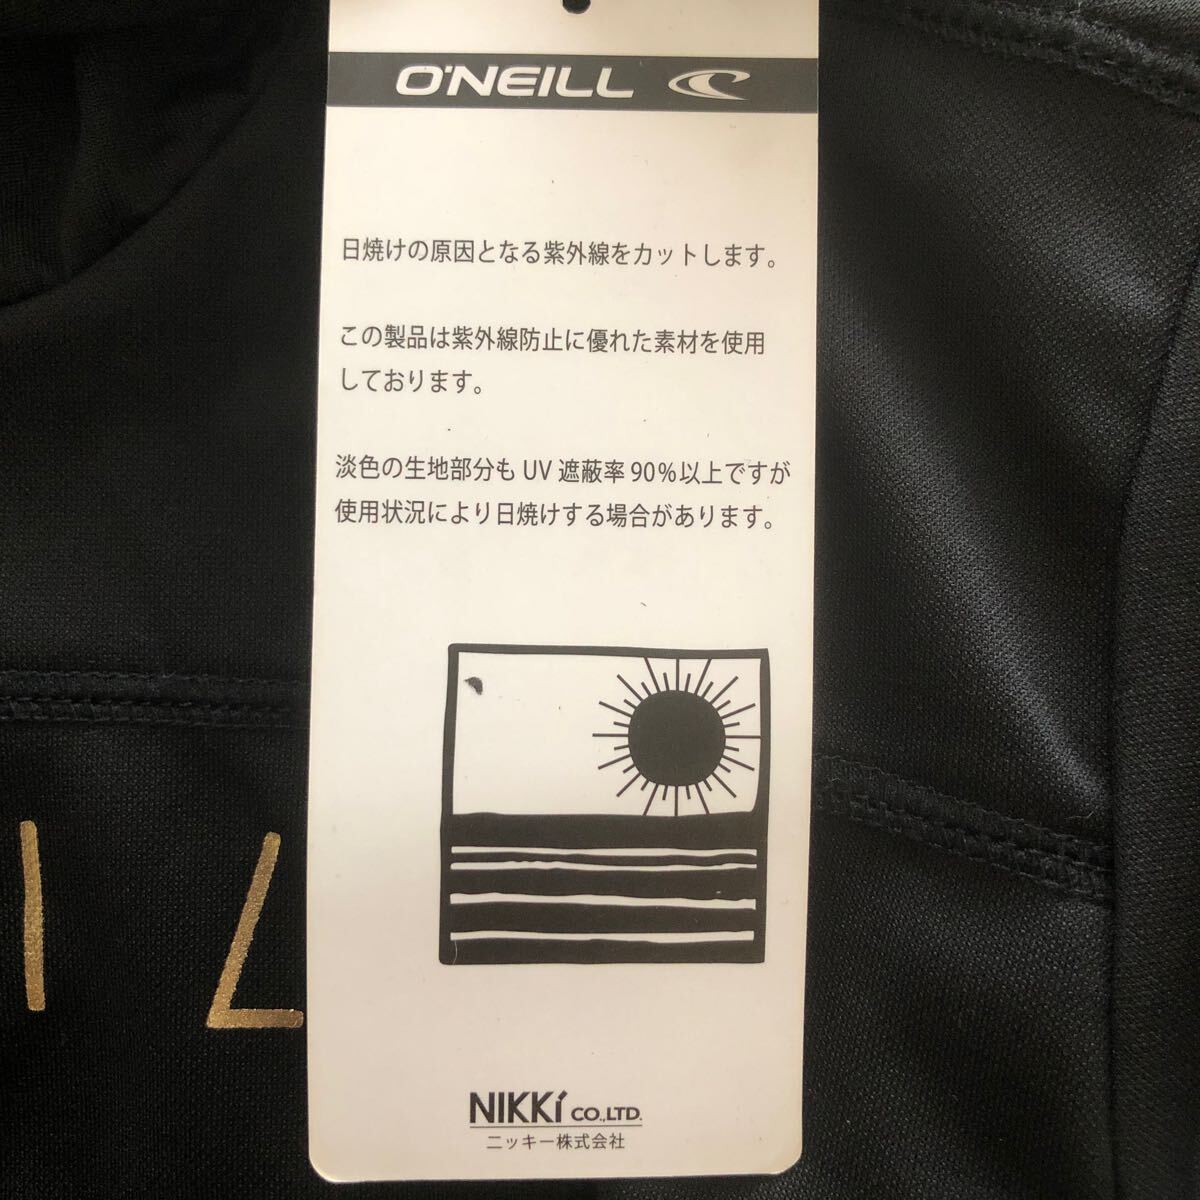 O'NEILL
日焼けの原因となる紫外線をカットします。
この製品は紫外線防止に優れた素材を使用
しております。
淡色の生地部分も UV 遮蔽率 90%以上ですが
使用状況により日焼けする場合があります。
I L
NIKKi CO.,LTD.
ニッキー株式会社